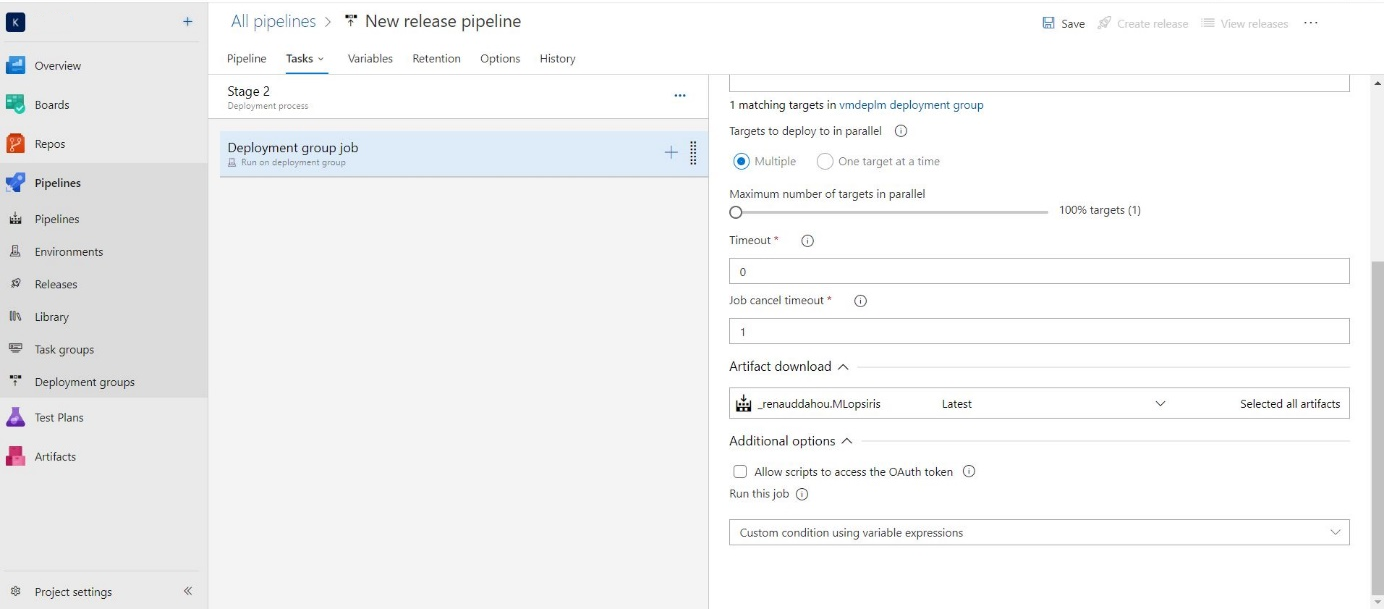 K
+
All pipelines > New release pipeline
Save
Create release
View releases
...
Overview
Boards
Repos
Pipelines
Pipelines
Environments
Releases
Library
Task groups
Deployment groups
Test Plans
Artifacts
Project settings
Pipeline
Tasks
Variables
Retention
Options
History
Stage 2
Deployment process
Deployment group job
Run on deployment group
1 matching targets in vmdeplm deployment group
Targets to deploy to in parallel
Multiple
One target at a time
Maximum number of targets in parallel
100% targets (1)
Timeout *
0
Job cancel timeout *
1
Artifact download
_renauddahou.MLopsiris
Latest
Selected all artifacts
Additional options
Allow scripts to access the OAuth token
Run this job
Custom condition using variable expressions